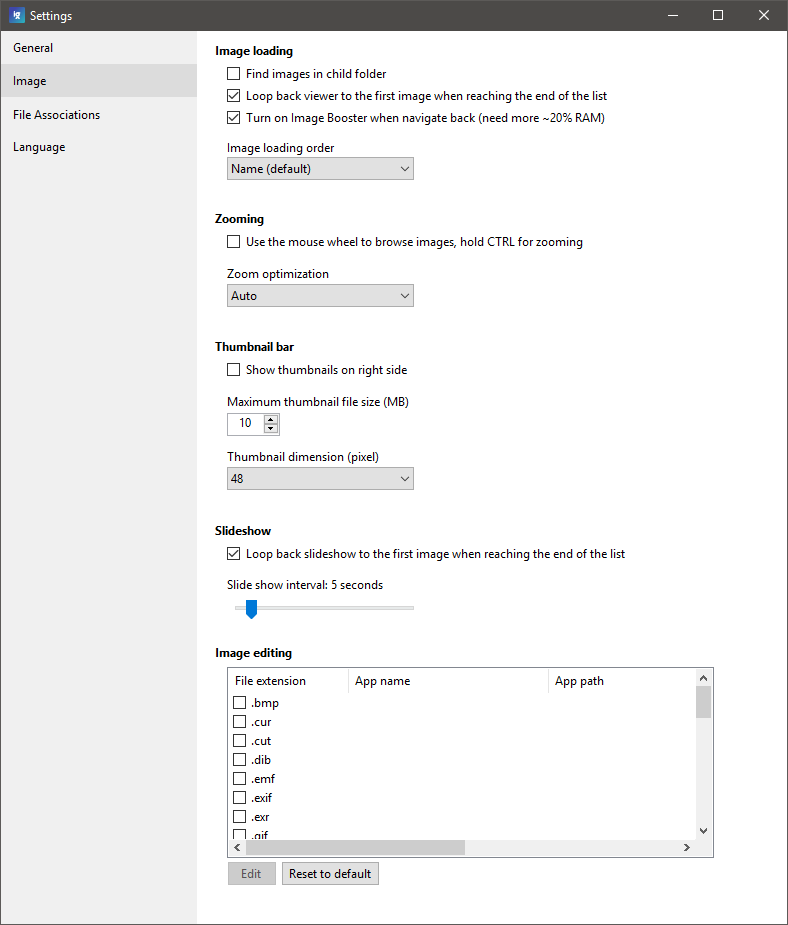 Settings
General
Image
File Associations
Language
Image loading
Find images in child folder
Loop back viewer to the first image when reaching the end of the list
Turn on Image Booster when navigate back (need more ~20% RAM)
Image loading order
Name (default)
Zooming
Use the mouse wheel to browse images, hold CTRL for zooming
Zoom optimization
Auto
Thumbnail bar
Show thumbnails on right side
Maximum thumbnail file size (MB)
10
Thumbnail dimension (pixel)
48
Slideshow
Loop back slideshow to the first image when reaching the end of the list
Slide show interval: 5 seconds
Image editing
File extension App name App path
.bmp
.cur
.cut
.dib
.emf
.exif
.exr
.gif
Edit Reset to default